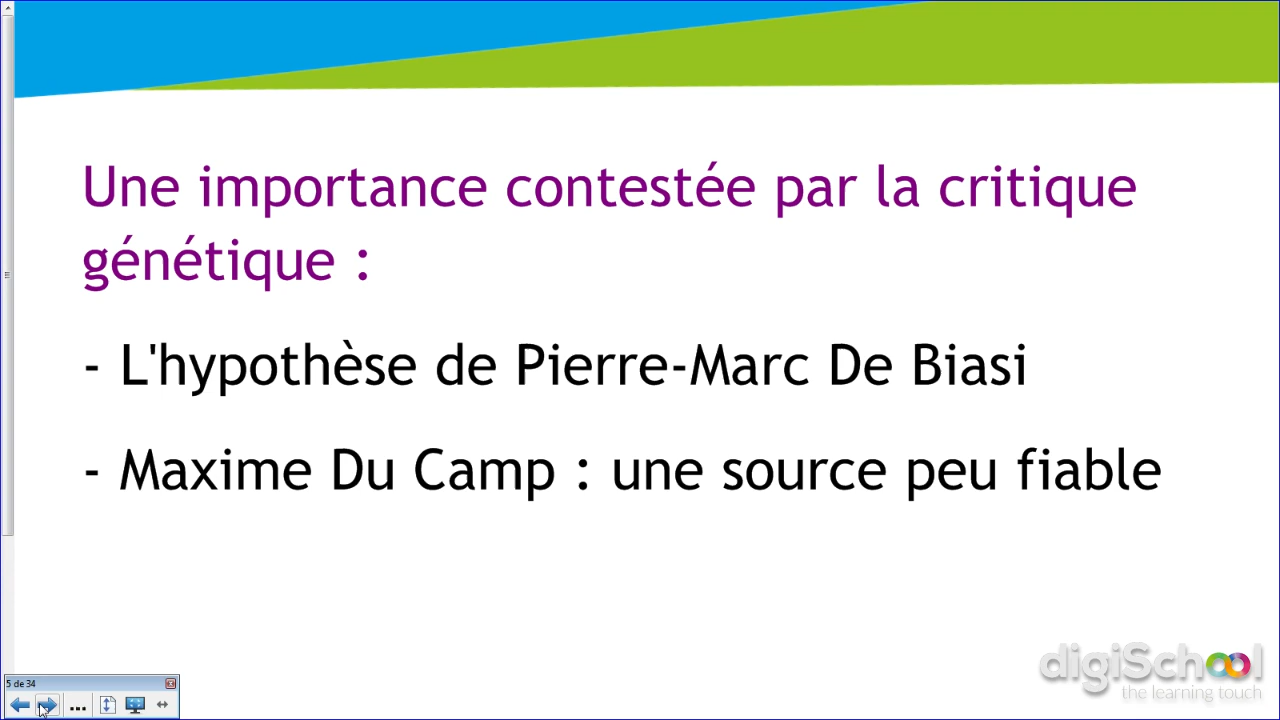 Une importance contestée par la critique
génétique :
- L'hypothèse de Pierre-Marc De Biasi
- Maxime Du Camp : une source peu fiable
digiSchool
the learning touch
5 de 34